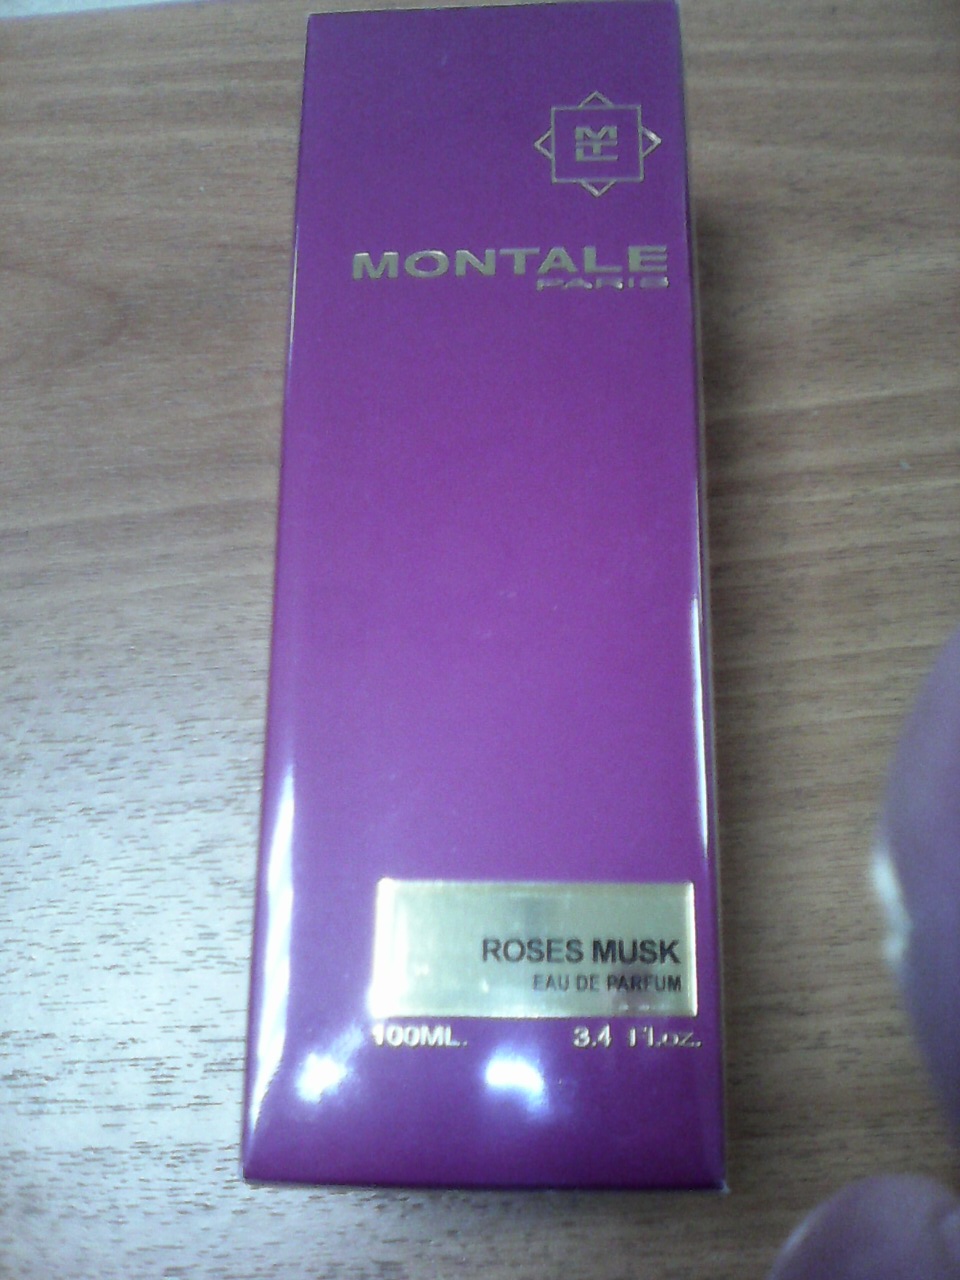 MONTALE
PARIS
ROSES MUSK
EAU DE PARFUM
100ML. 3.4 Fl.oz.